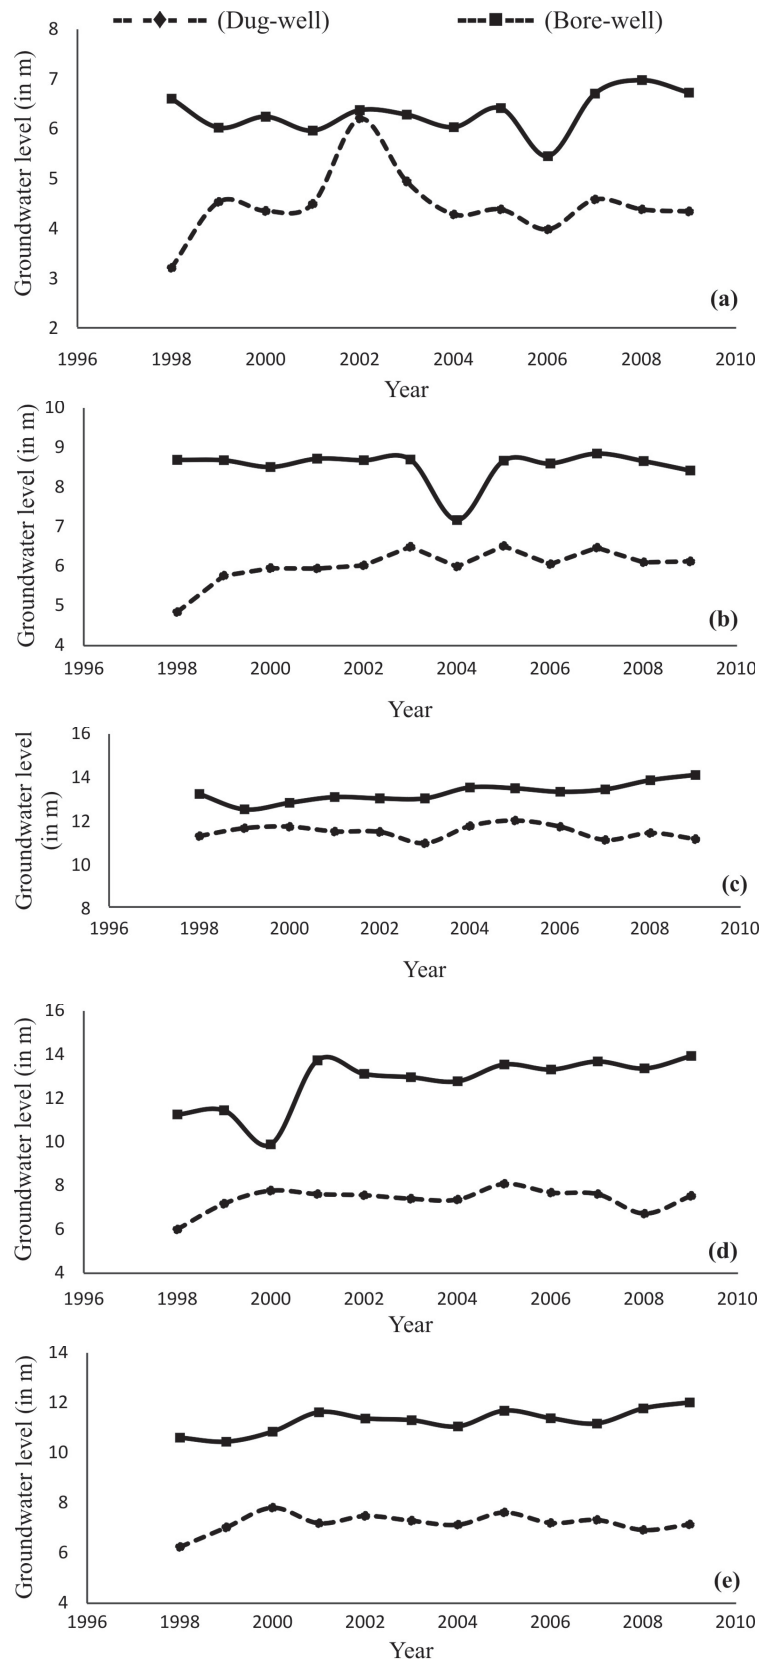 (Dug-well) (Bore-well)
Groundwater level (in m)
8
7
6
5
4
3
2
(a)
1996 1998 2000 2002 2004 2006 2008 2010
Year
Groundwater level (in m)
10
9
8
7
6
5
4
(b)
1996 1998 2000 2002 2004 2006 2008 2010
Year
Groundwater level
(in m)
16
14
12
10
8
(c)
1996 1998 2000 2002 2004 2006 2008 2010
Year
Groundwater level (in m)
16
14
12
10
8
6
4
(d)
1996 1998 2000 2002 2004 2006 2008 2010
Year
Groundwater level (in m)
14
12
10
8
6
4
(e)
1996 1998 2000 2002 2004 2006 2008 2010
Year